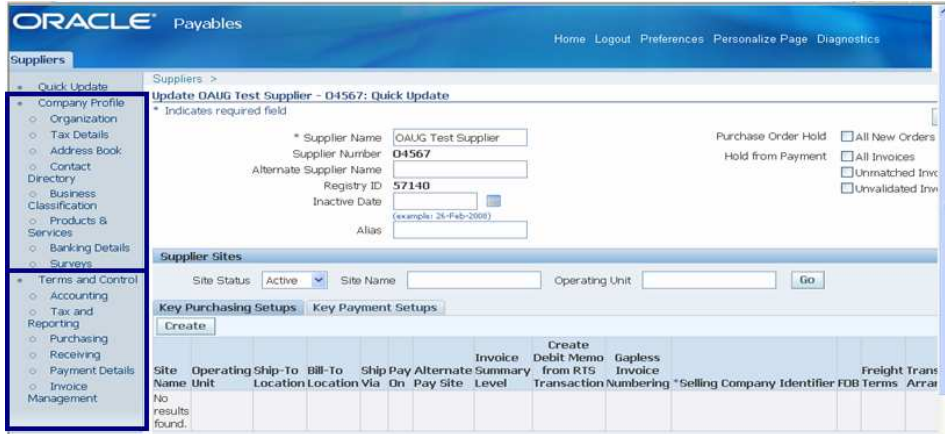 ORACLE® Payables
Home Logout Preferences Personalize Page Diagnostics
Suppliers
Quick Update
Company Profile
Organization
Tax Details
Address Book
Contact
Directory
Business
Classification
Products &
Services
Banking Details
Surveys
Terms and Control
Accounting
Tax and
Reporting
Purchasing
Receiving
Payment Details
Invoice
Management
Suppliers >
Update OAUG Test Supplier - 04567: Quick Update
* Indicates required field
* Supplier Name OAUG Test Supplier
Supplier Number 04567
Alternate Supplier Name
Registry ID 57140
Inactive Date
(example: 26-Feb-2008)
Alias
Purchase Order Hold All New Orders
Hold from Payment All Invoices
Unmatched Invo
Unvalidated Inv
Supplier Sites
Site Status Active Site Name Operating Unit Go
Key Purchasing Setups Key Payment Setups
Create
Create
Invoice Debit Memo Gapless
Site Operating Ship-To Bill-To Ship Pay Alternate Summary from RTS Invoice Freight Trans
Name Unit Location Location Via On Pay Site Level Transaction Numbering *Selling Company Identifier FOB Terms Arra
No
results
found.